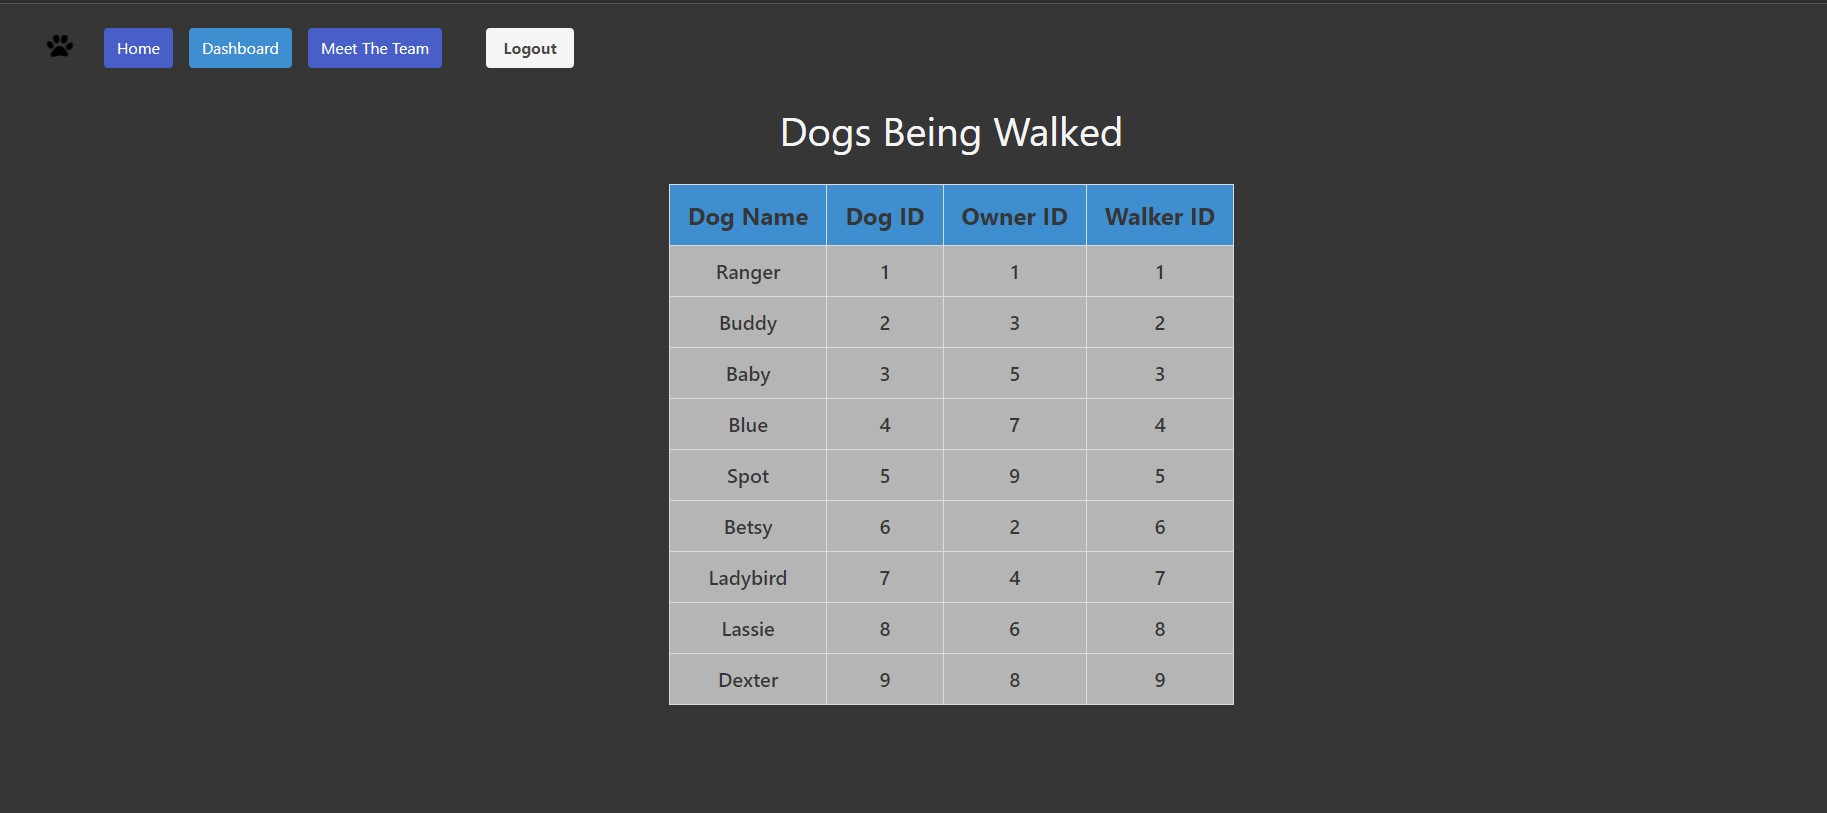 Home Dashboard Meet The Team Logout
Dogs Being Walked
Dog Name Dog ID Owner ID Walker ID
Ranger 1 1 1
Buddy 2 3 2
Baby 3 5 3
Blue 4 7 4
Spot 5 9 5
Betsy 6 2 6
Ladybird 7 4 7
Lassie 8 6 8
Dexter 9 8 9